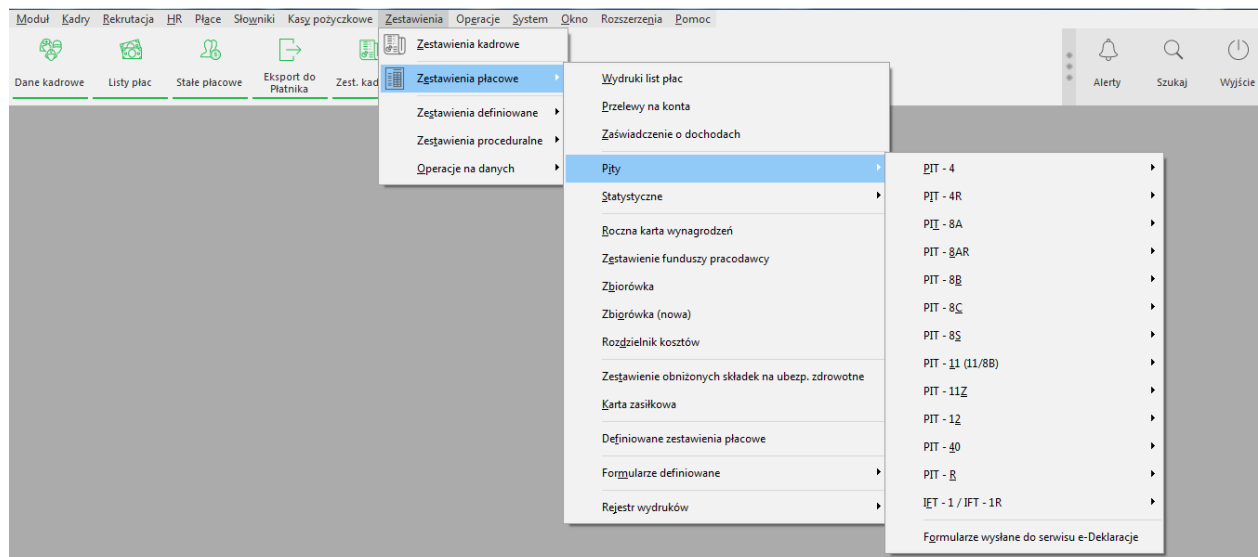 Moduł Kadry Rekrutacja HR Płace Słowniki Kasy pożyczkowe Zestawienia Operacje System Okno Rozszerzenia Pomoc
Dane kadrowe
Listy płac
Stałe płacowe
Eksport do
Płatnika
Zest. kad
Alerty
Szukaj
Wyjście
Zestawienia kadrowe
Zestawienia płacowe
Zestawienia definiowane
Zestawienia proceduralne
Operacje na danych
Wydruki list płac
Przelewy na konta
Zaświadczenie o dochodach
Pity
Statystyczne
Roczna karta wynagrodzeń
Zestawienie funduszy pracodawcy
Zbiorówka
Zbiorówka (nowa)
Rozdzielnik kosztów
Zestawienie obniżonych składek na ubezp. zdrowotne
Karta zasiłkowa
Definiowane zestawienia płacowe
Formularze definiowane
Rejestr wydruków
PIT - 4
PIT - 4R
PIT - 8A
PIT - 8AR
PIT - 8B
PIT - 8C
PIT - 8S
PIT - 11 (11/8B)
PIT - 11Z
PIT - 12
PIT - 40
PIT - R
IFT - 1 / IFT - 1R
Formularze wysłane do serwisu e-Deklaracje